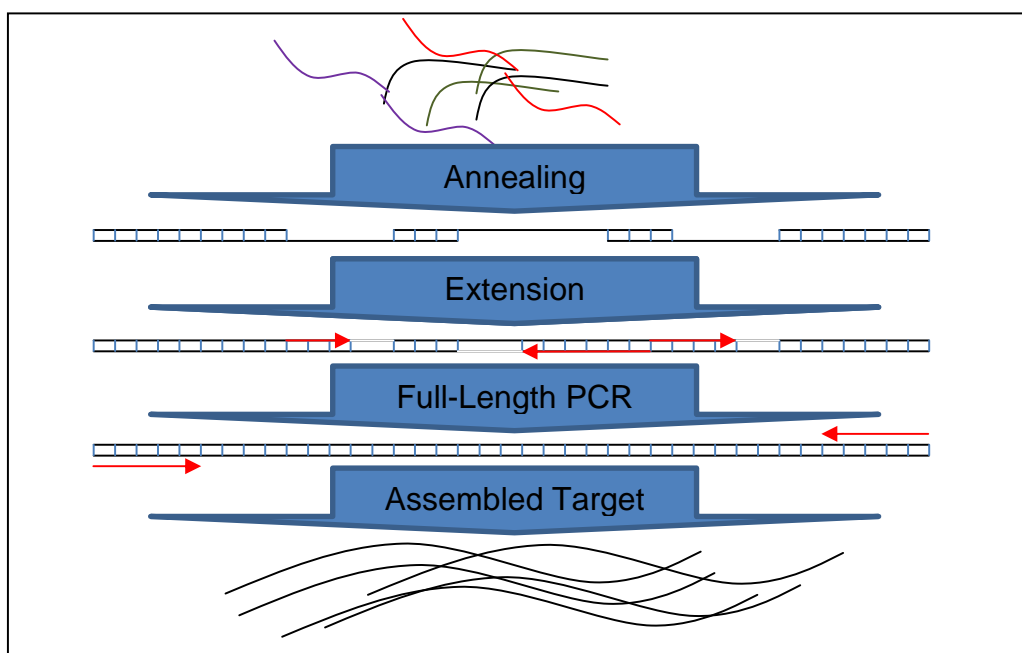 Annealing
Extension
Full-Length PCR
Assembled Target